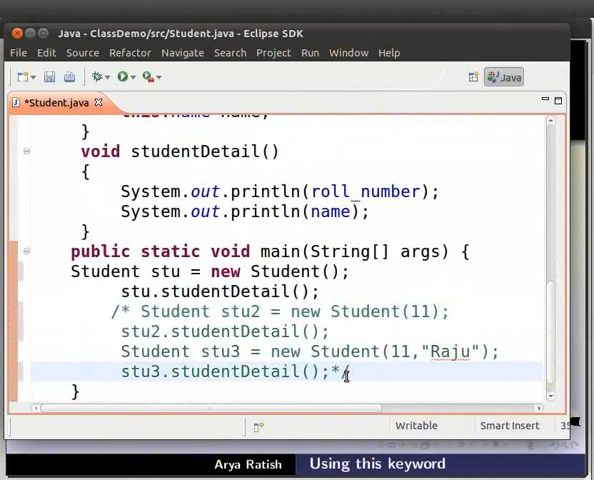 Java - ClassDemo/src/Student.java - Eclipse SDK
File Edit Source Refactor Navigate Search Project Run Window Help
Java
*Student.java
}
void studentDetail()
{
System.out.println(roll_number);
System.out.println(name);
}
public static void main(String[] args) {
Student stu = new Student();
stu.studentDetail();
/* Student stu2 = new Student(11);
stu2.studentDetail();
Student stu3 = new Student(11,"Raju");
stu3.studentDetail();*/
}
Writable Smart Insert
Arya Ratish Using this keyword